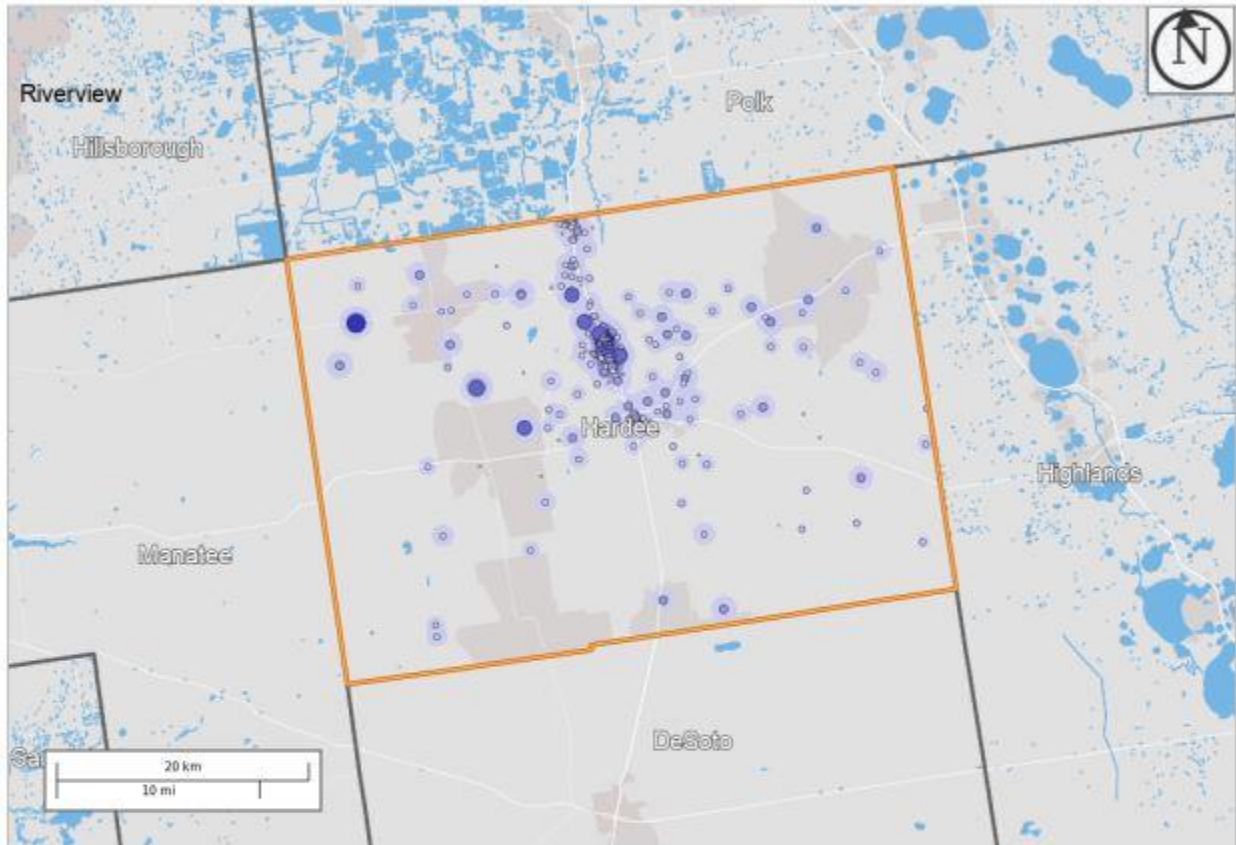 N
Riverview
Polk
Hillsborough
Hardee
Highlands
Manatee
DeSoto
20 km
10 mi